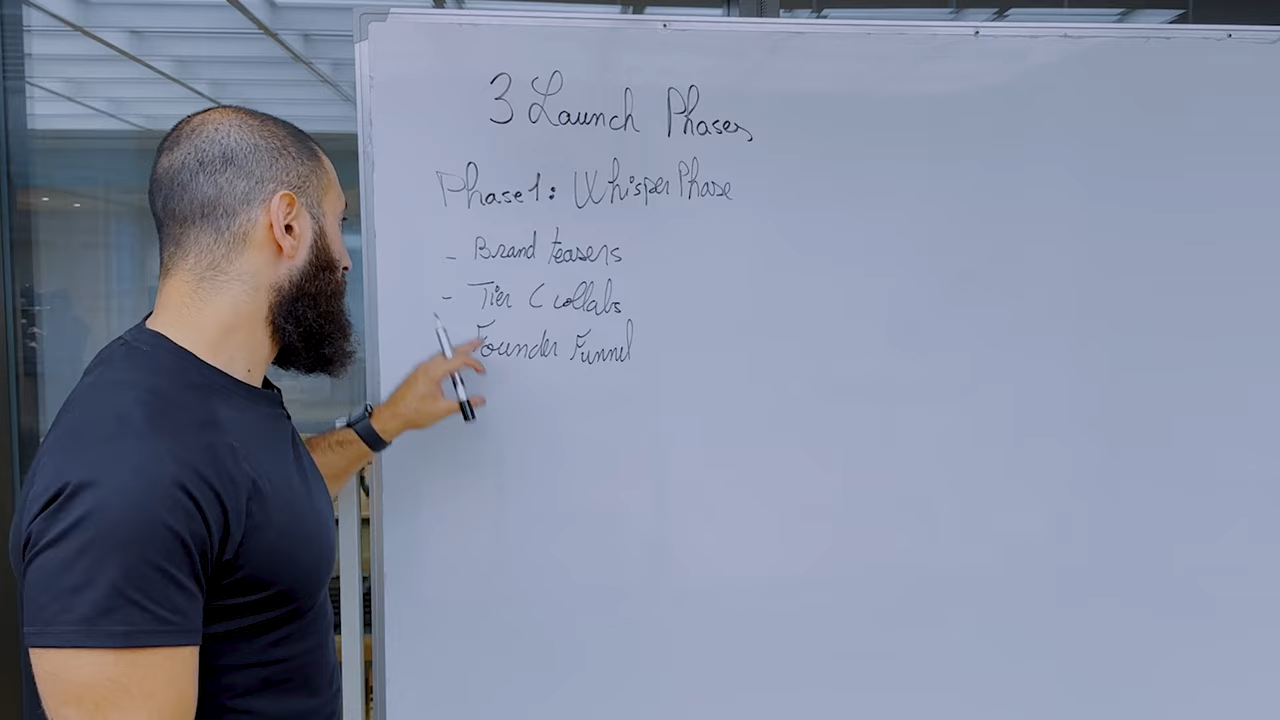 3 Launch Phases
Phase 1: Whisper Phase
- Brand teasers
- Tier C collabs
Founder Funnel